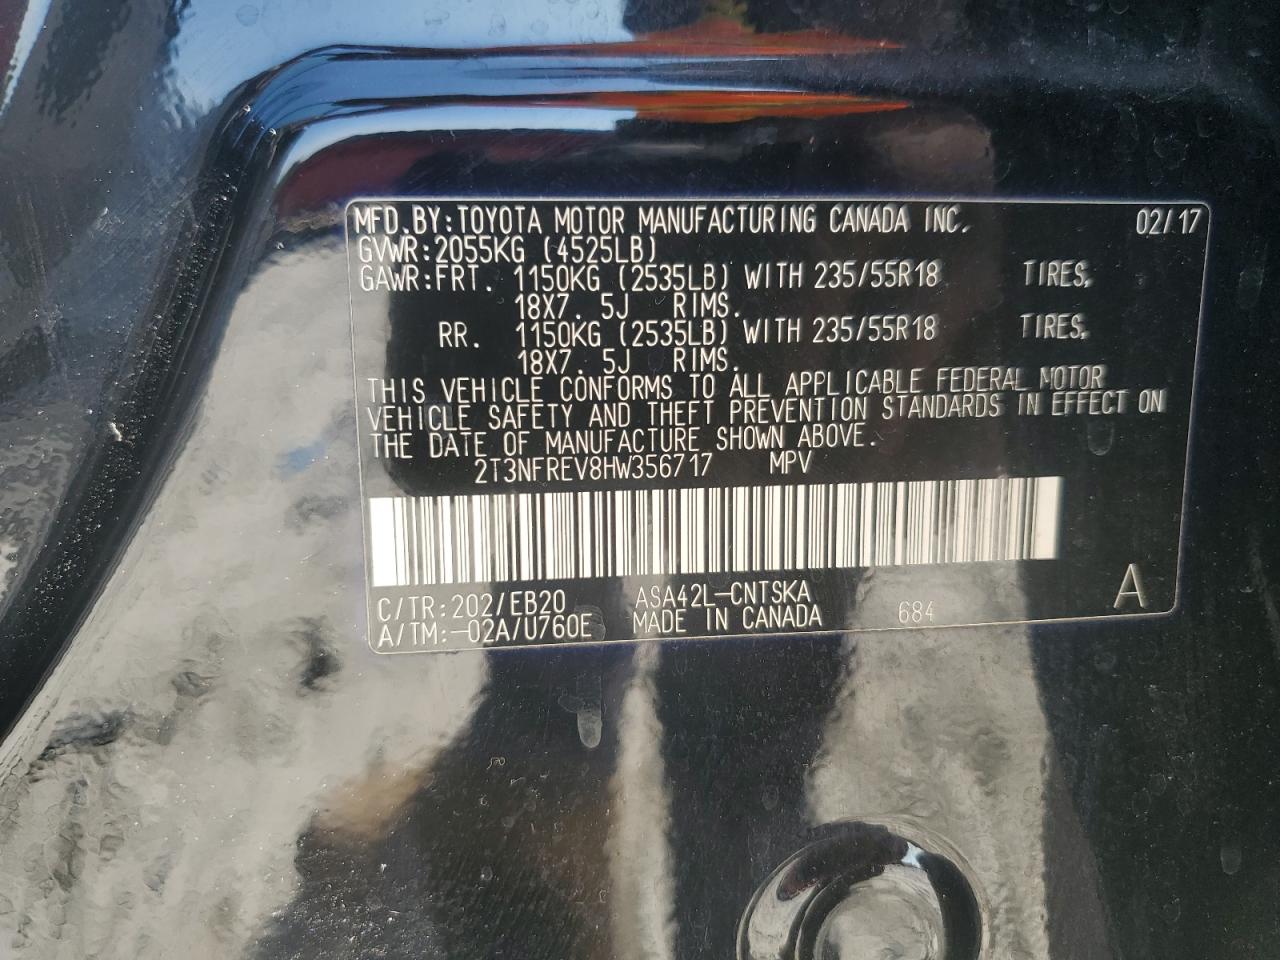 MFD.BY:TOYOTA MOTOR MANUFACTURING CANADA INC. 02/17
GVWR:2055KG (4525LB)
GAWR:FRT. 1150KG (2535LB) WITH 235/55R18 TIRES,
18X7. 5J RIMS.
RR. 1150KG (2535LB) WITH 235/55R18 TIRES,
18X7. 5J RIMS.
THIS VEHICLE CONFORMS TO ALL APPLICABLE FEDERAL MOTOR
VEHICLE SAFETY AND THEFT PREVENTION STANDARDS IN EFFECT ON
THE DATE OF MANUFACTURE SHOWN ABOVE.
2T3NFREV8HW356717 MPV
C/TR:202/EB20 ASA42L-CNTSKA A
A/TM:-02A/U760E MADE IN CANADA 684